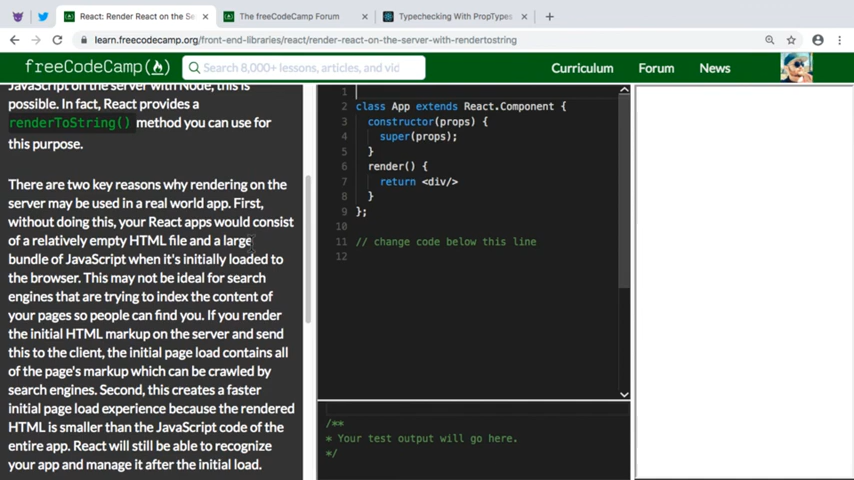 React: Render React on the Se
The freeCodeCamp Forum
Typechecking With PropTypes
learn.freecodecamp.org/front-end-libraries/react/render-react-on-the-server-with-rendertostring
freeCodeCamp
Search 8,000+ lessons, articles, and vid
Curriculum
Forum
News
JavaScript on the server with Node, this is
possible. In fact, React provides a
renderToString() method you can use for
this purpose.
There are two key reasons why rendering on the
server may be used in a real world app. First,
without doing this, your React apps would consist
of a relatively empty HTML file and a large
bundle of JavaScript when it's initially loaded to
the browser. This may not be ideal for search
engines that are trying to index the content of
your pages so people can find you. If you render
the initial HTML markup on the server and send
this to the client, the initial page load contains all
of the page's markup which can be crawled by
search engines. Second, this creates a faster
initial page load experience because the rendered
HTML is smaller than the JavaScript code of the
entire app. React will still be able to recognize
your app and manage it after the initial load.
1
2 class App extends React.Component {
3 constructor(props) {
4 super(props);
5 }
6 render() {
7 return <div/>
8 }
9 };
10
11 // change code below this line
12
/**
* Your test output will go here.
*/